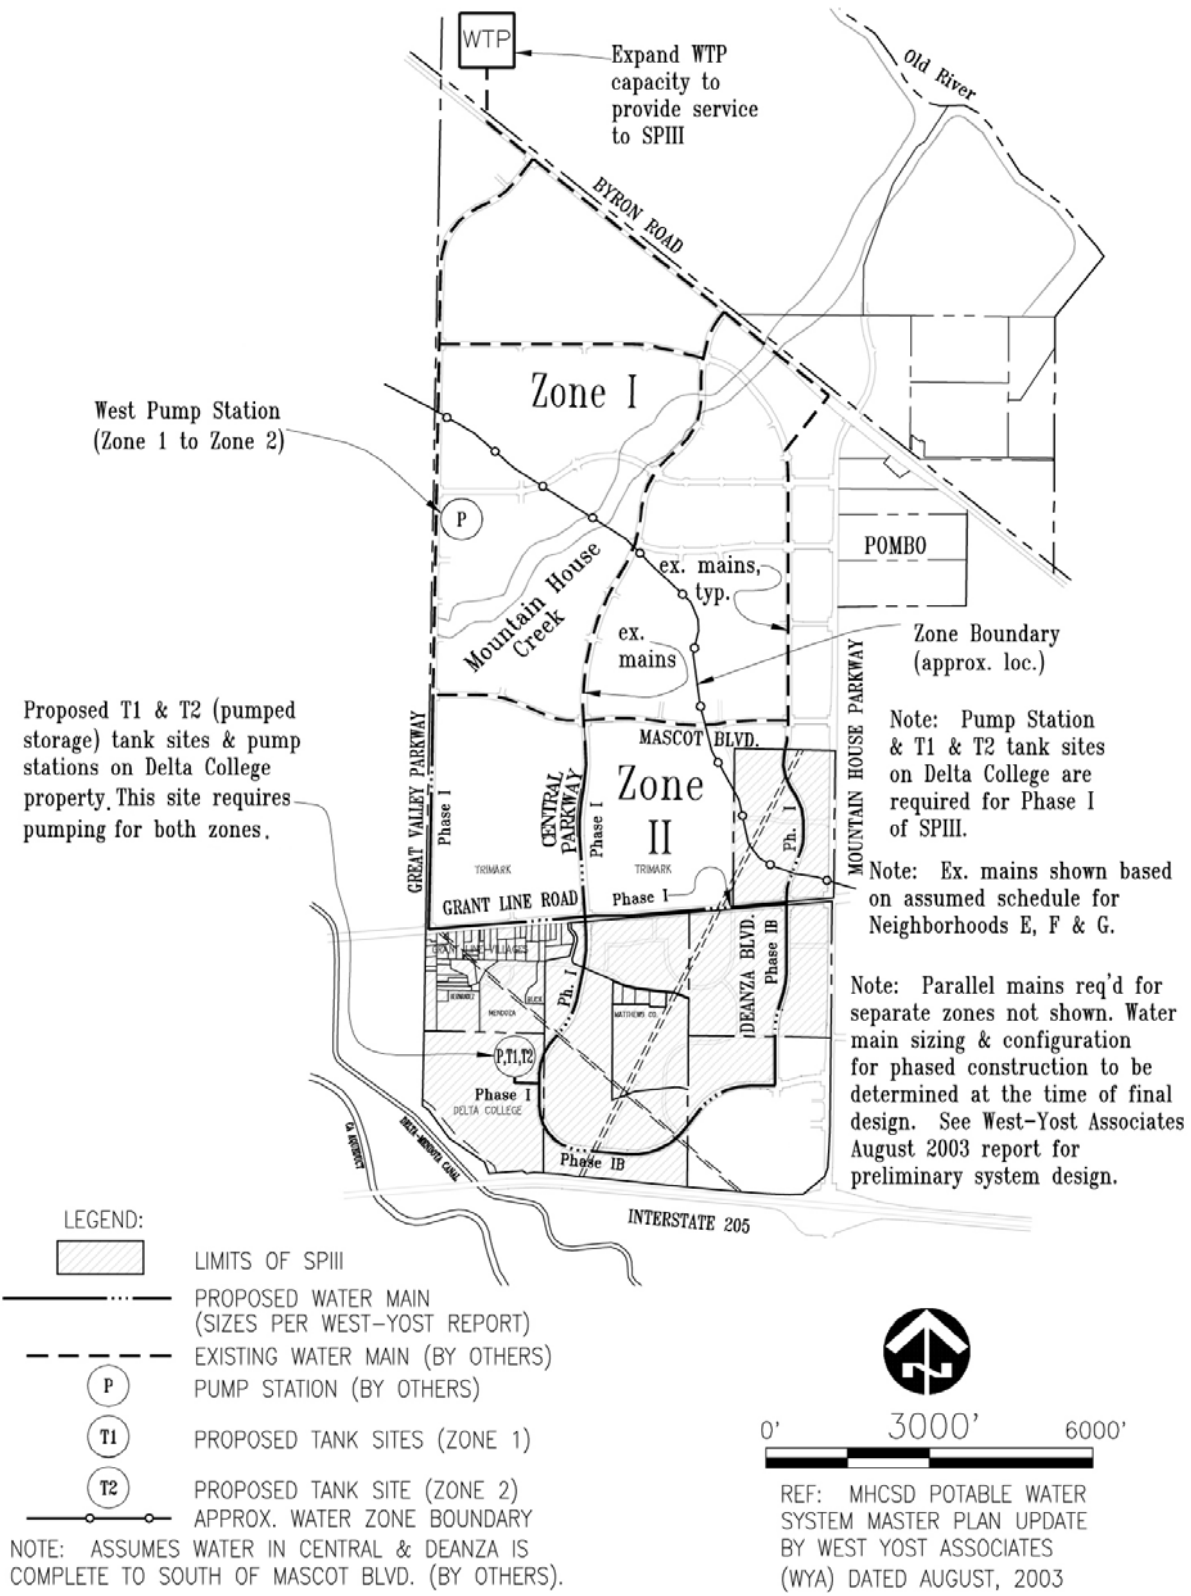 WTP
Expand WTP
capacity to
provide service
to SPIII
Old River
BYRON ROAD
Zone I
West Pump Station
(Zone 1 to Zone 2)
P
POMBO
Mountain House
Creek
ex. mains,
typ.
ex.
mains
Zone Boundary
(approx. loc.)
Proposed T1 & T2 (pumped
storage) tank sites & pump
stations on Delta College
property. This site requires
pumping for both zones.
GREAT VALLEY PARKWAY
Phase I
CENTRAL
PARKWAY
Phase I
MASCOT BLVD.
Zone
II
Ph. I
MOUNTAIN HOUSE PARKWAY
Note: Pump Station
& T1 & T2 tank sites
on Delta College are
required for Phase I
of SPIII.
TRIMARK
TRIMARK
GRANT LINE ROAD
Phase I
Note: Ex. mains shown based
on assumed schedule for
Neighborhoods E, F & G.
GRANT LINE VILLAGES
Ph. I
MENDOZA
MATTHEWS CO.
DEANZA BLVD.
Phase IB
Note: Parallel mains req'd for
separate zones not shown. Water
main sizing & configuration
for phased construction to be
determined at the time of final
design. See West-Yost Associates
August 2003 report for
preliminary system design.
P,T1,T2
Phase I
DELTA COLLEGE
Phase IB
CA AQUEDUCT
DELTA-MENDOTA CANAL
INTERSTATE 205
LEGEND:
LIMITS OF SPIII
PROPOSED WATER MAIN
(SIZES PER WEST-YOST REPORT)
EXISTING WATER MAIN (BY OTHERS)
P
PUMP STATION (BY OTHERS)
T1
PROPOSED TANK SITES (ZONE 1)
T2
PROPOSED TANK SITE (ZONE 2)
APPROX. WATER ZONE BOUNDARY
NOTE: ASSUMES WATER IN CENTRAL & DEANZA IS
COMPLETE TO SOUTH OF MASCOT BLVD. (BY OTHERS).
N
0' 3000' 6000'
REF: MHCSD POTABLE WATER
SYSTEM MASTER PLAN UPDATE
BY WEST YOST ASSOCIATES
(WYA) DATED AUGUST, 2003